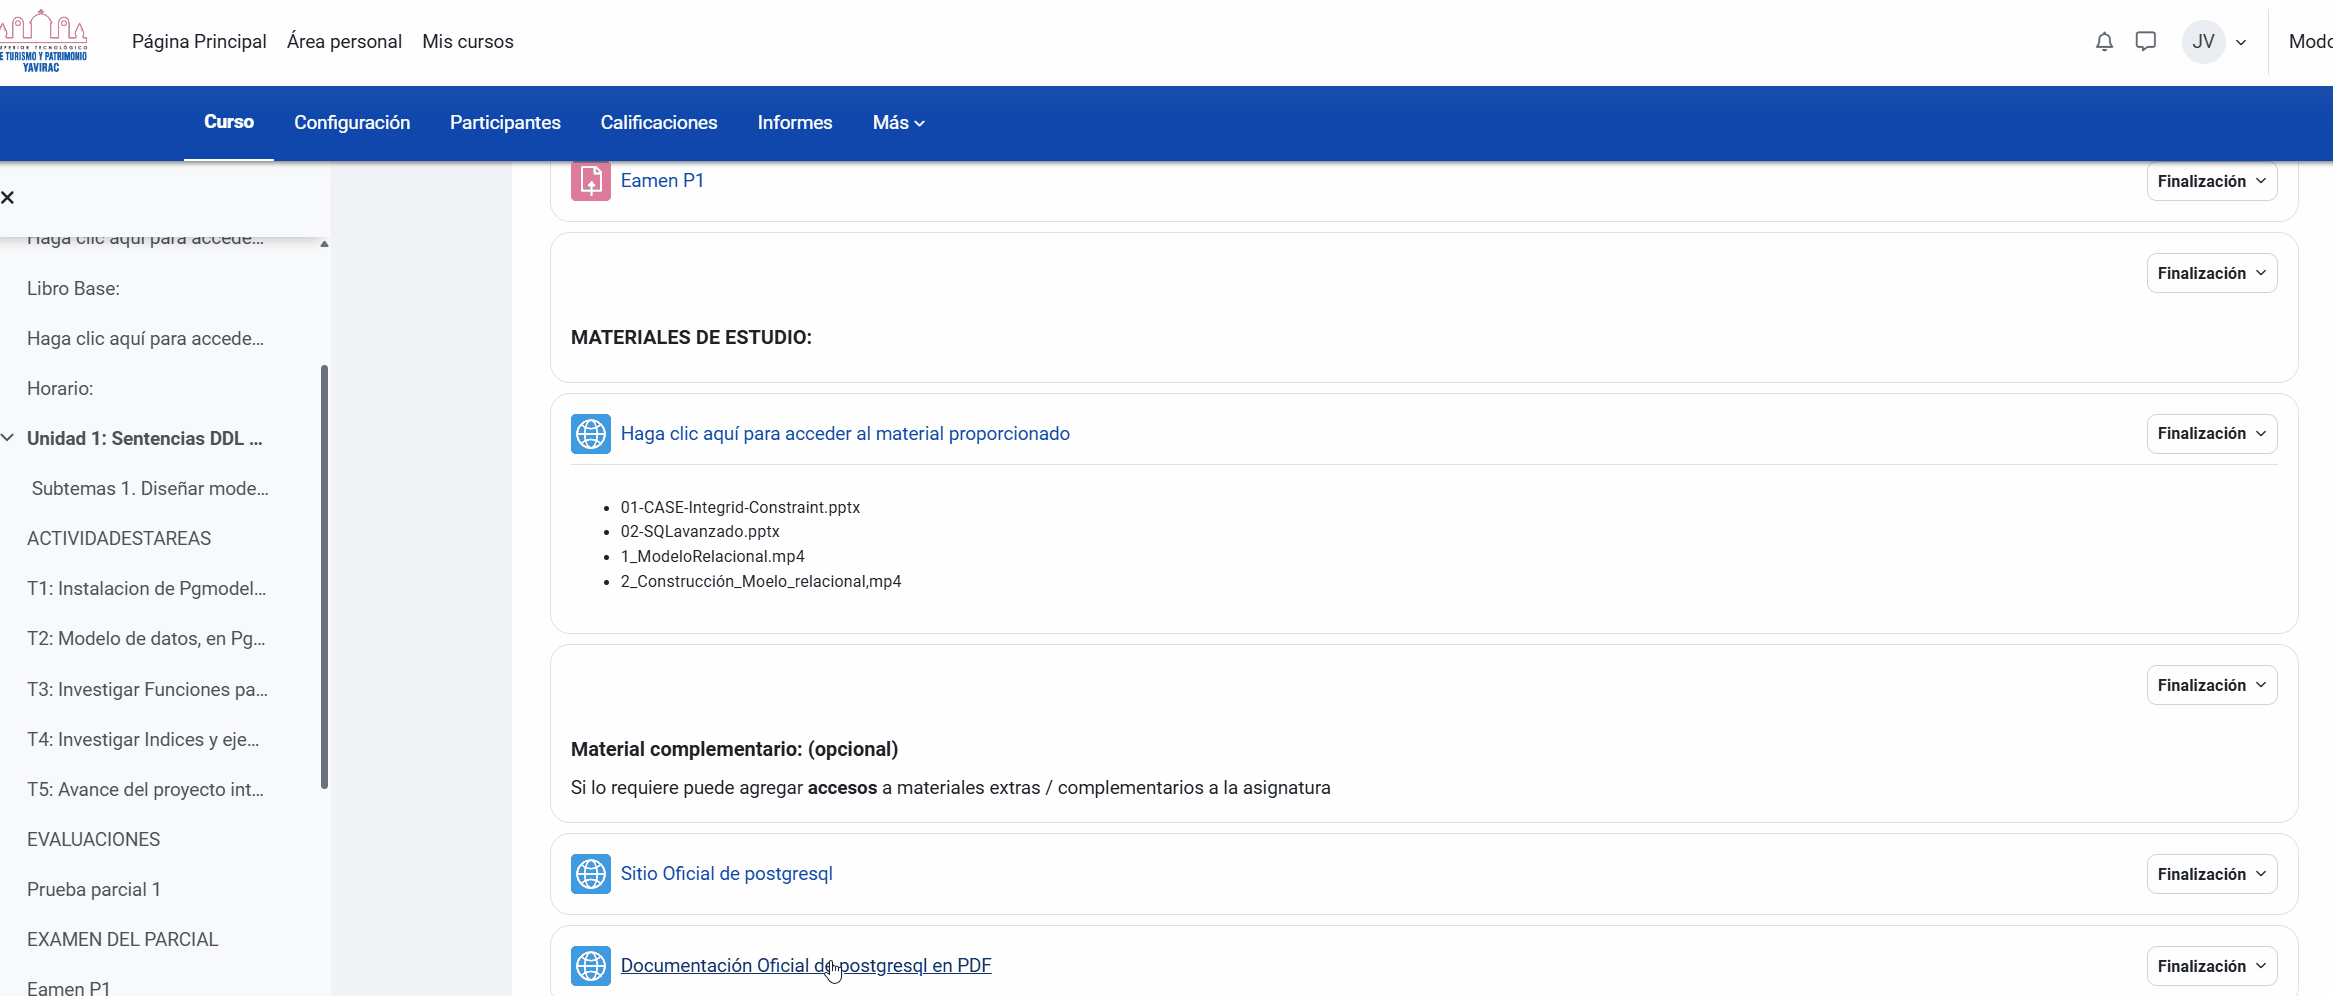 SUPERIOR TECNOLÓGICO
E TURISMO Y PATRIMONIO
YAVIRAC
Página Principal
Área personal
Mis cursos
JV
Modo
Curso
Configuración
Participantes
Calificaciones
Informes
Más
Haga clic aquí para accede...
Libro Base:
Haga clic aquí para accede...
Horario:
Unidad 1: Sentencias DDL ...
Subtemas 1. Diseñar mode...
ACTIVIDADESTAREAS
T1: Instalacion de Pgmodel...
T2: Modelo de datos, en Pg...
T3: Investigar Funciones pa...
T4: Investigar Indices y eje...
T5: Avance del proyecto int...
EVALUACIONES
Prueba parcial 1
EXAMEN DEL PARCIAL
Eamen P1
Eamen P1
Finalización
Finalización
MATERIALES DE ESTUDIO:
Haga clic aquí para acceder al material proporcionado
Finalización
01-CASE-Integrid-Constraint.pptx
02-SQLavanzado.pptx
1_ModeloRelacional.mp4
2_Construcción_Moelo_relacional,mp4
Finalización
Material complementario: (opcional)
Si lo requiere puede agregar accesos a materiales extras / complementarios a la asignatura
Sitio Oficial de postgresql
Finalización
Documentación Oficial de postgresql en PDF
Finalización